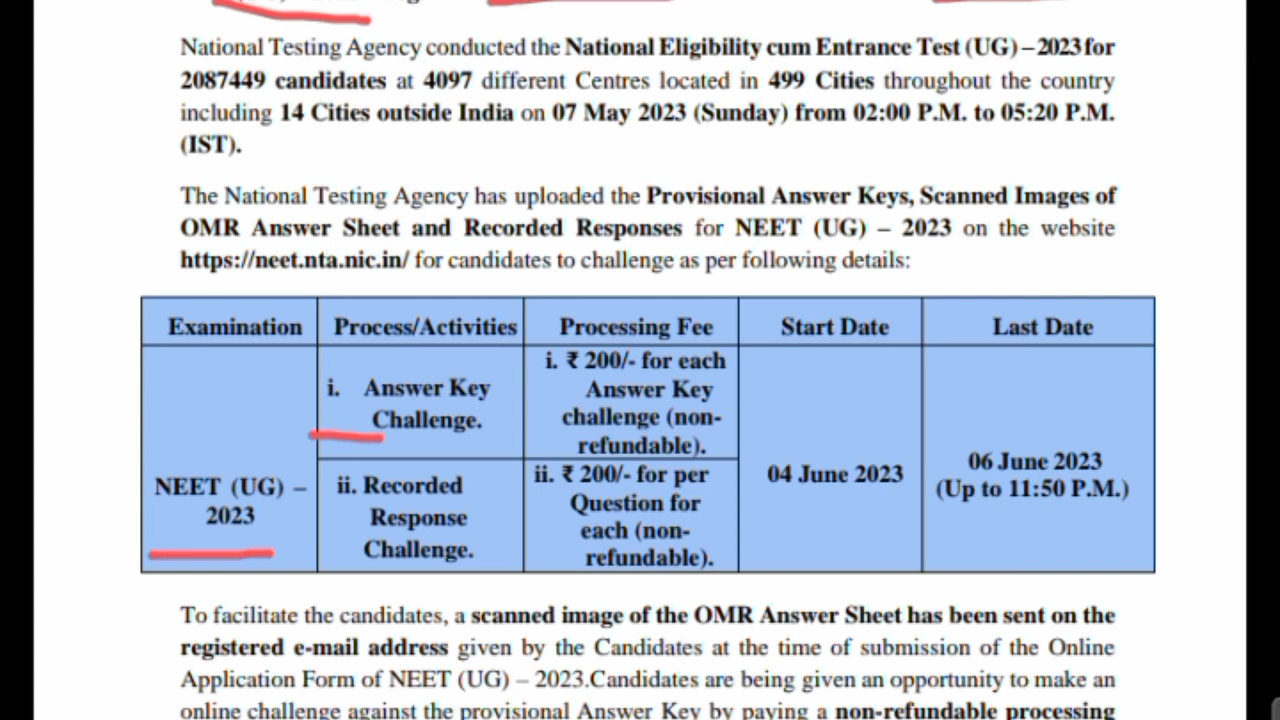 National Testing Agency conducted the National Eligibility cum Entrance Test (UG) – 2023 for
2087449 candidates at 4097 different Centres located in 499 Cities throughout the country
including 14 Cities outside India on 07 May 2023 (Sunday) from 02:00 P.M. to 05:20 P.M.
(IST).
The National Testing Agency has uploaded the Provisional Answer Keys, Scanned Images of
OMR Answer Sheet and Recorded Responses for NEET (UG) – 2023 on the website
https://neet.nta.nic.in/ for candidates to challenge as per following details:
Examination Process/Activities Processing Fee Start Date Last Date
NEET (UG) –
2023
i. Answer Key
Challenge.
i. ₹ 200/- for each
Answer Key
challenge (non-
refundable).
ii. Recorded
Response
Challenge.
ii. ₹ 200/- for per
Question for
each (non-
refundable).
04 June 2023
06 June 2023
(Up to 11:50 P.M.)
To facilitate the candidates, a scanned image of the OMR Answer Sheet has been sent on the
registered e-mail address given by the Candidates at the time of submission of the Online
Application Form of NEET (UG) – 2023.Candidates are being given an opportunity to make an
online challenge against the provisional Answer Key by paying a non-refundable processing